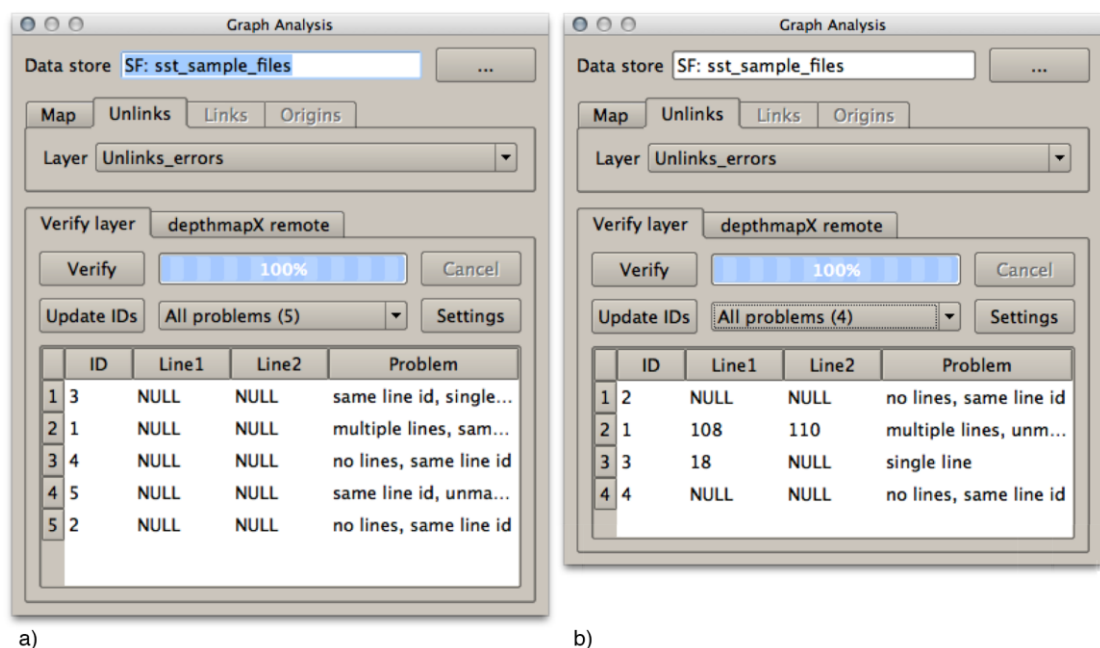 Graph Analysis
Data store SF: sst_sample_files ...
Map Unlinks Links Origins
Layer Unlinks_errors
Verify layer depthmapX remote
Verify 100% Cancel
Update IDs All problems (5) Settings
ID Line1 Line2 Problem
1 3 NULL NULL same line id, single...
2 1 NULL NULL multiple lines, sam...
3 4 NULL NULL no lines, same line id
4 5 NULL NULL same line id, unma...
5 2 NULL NULL no lines, same line id
a)
Graph Analysis
Data store SF: sst_sample_files ...
Map Unlinks Links Origins
Layer Unlinks_errors
Verify layer depthmapX remote
Verify 100% Cancel
Update IDs All problems (4) Settings
ID Line1 Line2 Problem
1 2 NULL NULL no lines, same line id
2 1 108 110 multiple lines, unm...
3 3 18 NULL single line
4 4 NULL NULL no lines, same line id
b)